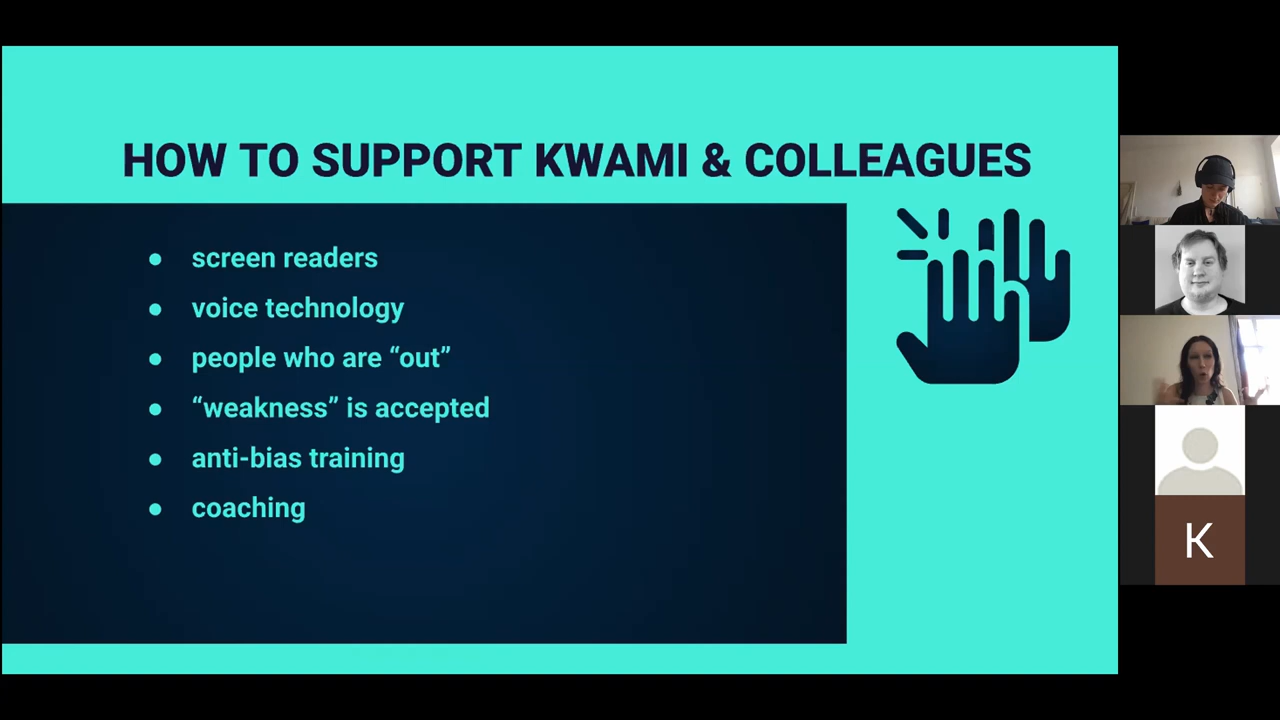 HOW TO SUPPORT KWAMI & COLLEAGUES
● screen readers
● voice technology
● people who are “out”
● “weakness” is accepted
● anti-bias training
● coaching
K